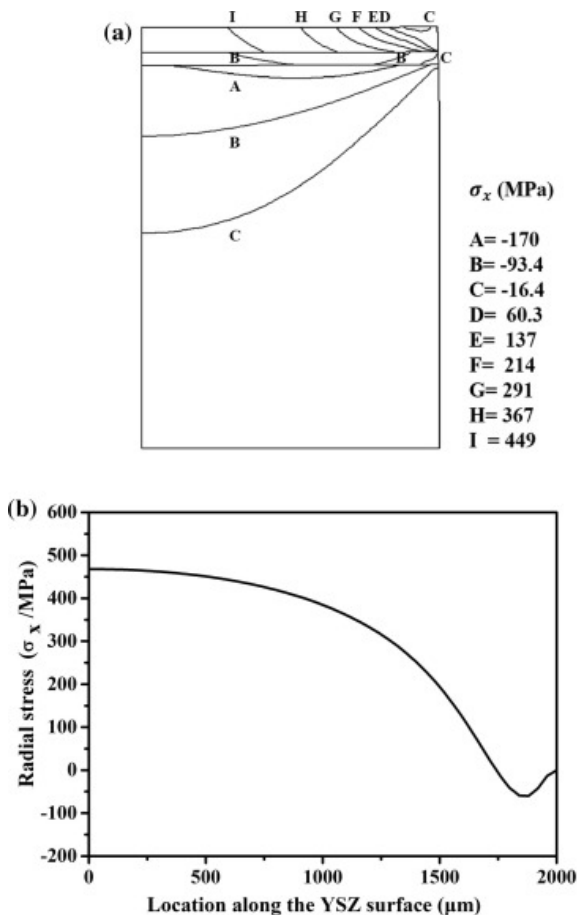 (a)
I H G F E D C
B B C
A
B
C
σx (MPa)
A= -170
B= -93.4
C= -16.4
D= 60.3
E= 137
F= 214
G= 291
H= 367
I = 449
(b)
600
500
400
300
200
100
0
-100
-200
Radial stress (σ x /MPa)
0 500 1000 1500 2000
Location along the YSZ surface (μm)